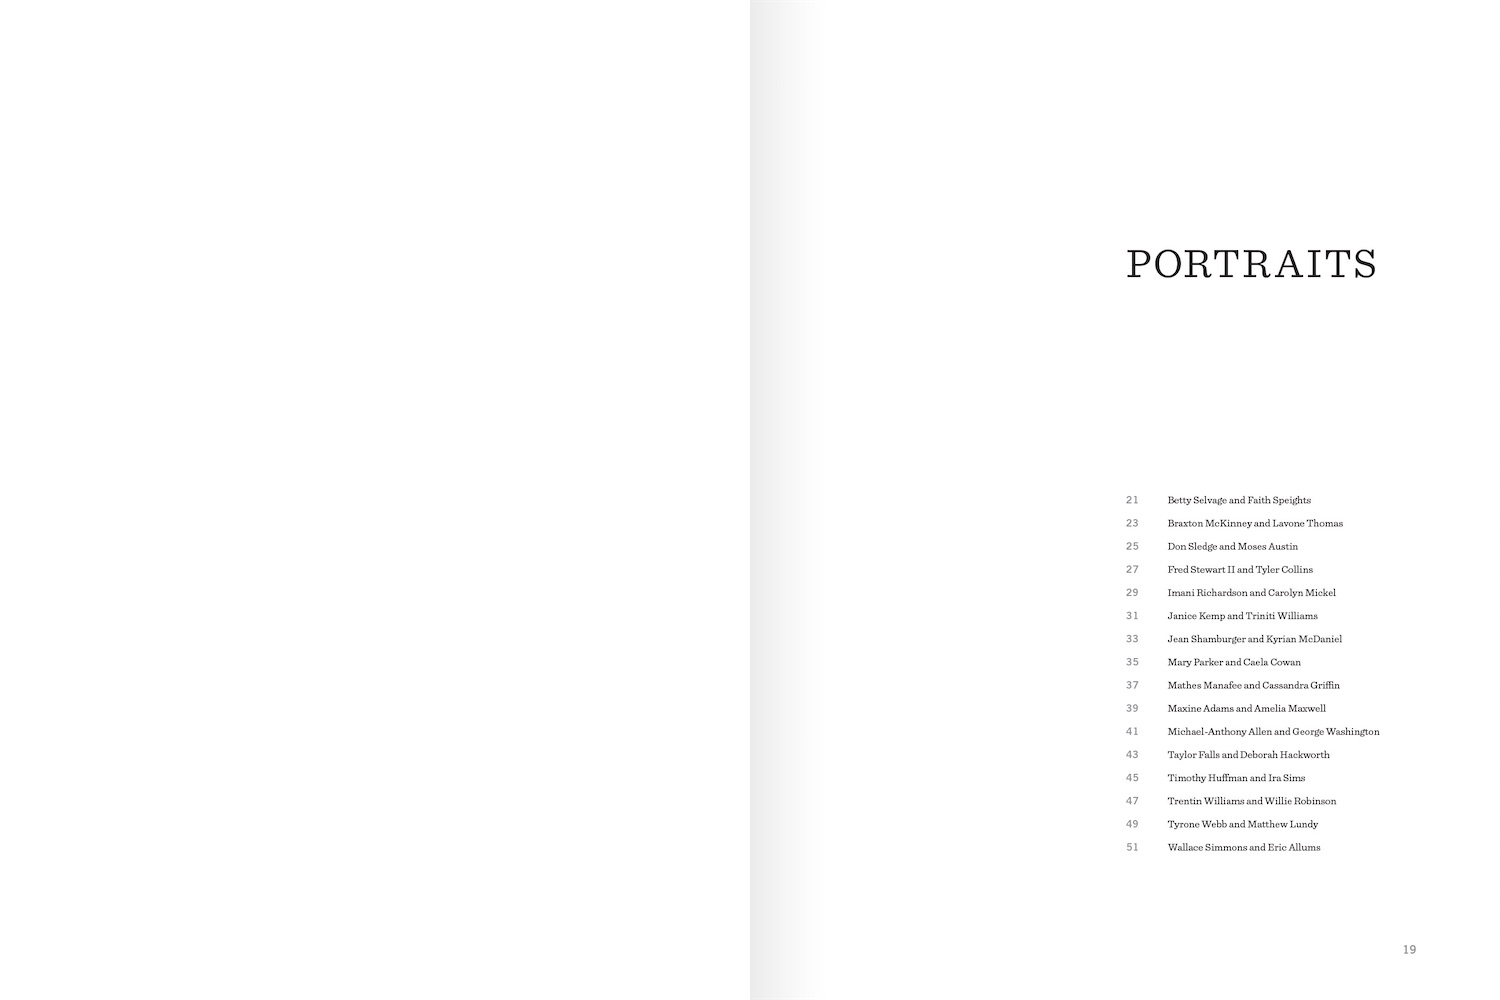 PORTRAITS
21 Betty Selvage and Faith Speights
23 Braxton McKinney and Lavone Thomas
25 Don Sledge and Moses Austin
27 Fred Stewart II and Tyler Collins
29 Imani Richardson and Carolyn Mickel
31 Janice Kemp and Triniti Williams
33 Jean Shamburger and Kyrian McDaniel
35 Mary Parker and Caela Cowan
37 Mathes Manafee and Cassandra Griffin
39 Maxine Adams and Amelia Maxwell
41 Michael-Anthony Allen and George Washington
43 Taylor Falls and Deborah Hackworth
45 Timothy Huffman and Ira Sims
47 Trentin Williams and Willie Robinson
49 Tyrone Webb and Matthew Lundy
51 Wallace Simmons and Eric Allums
19